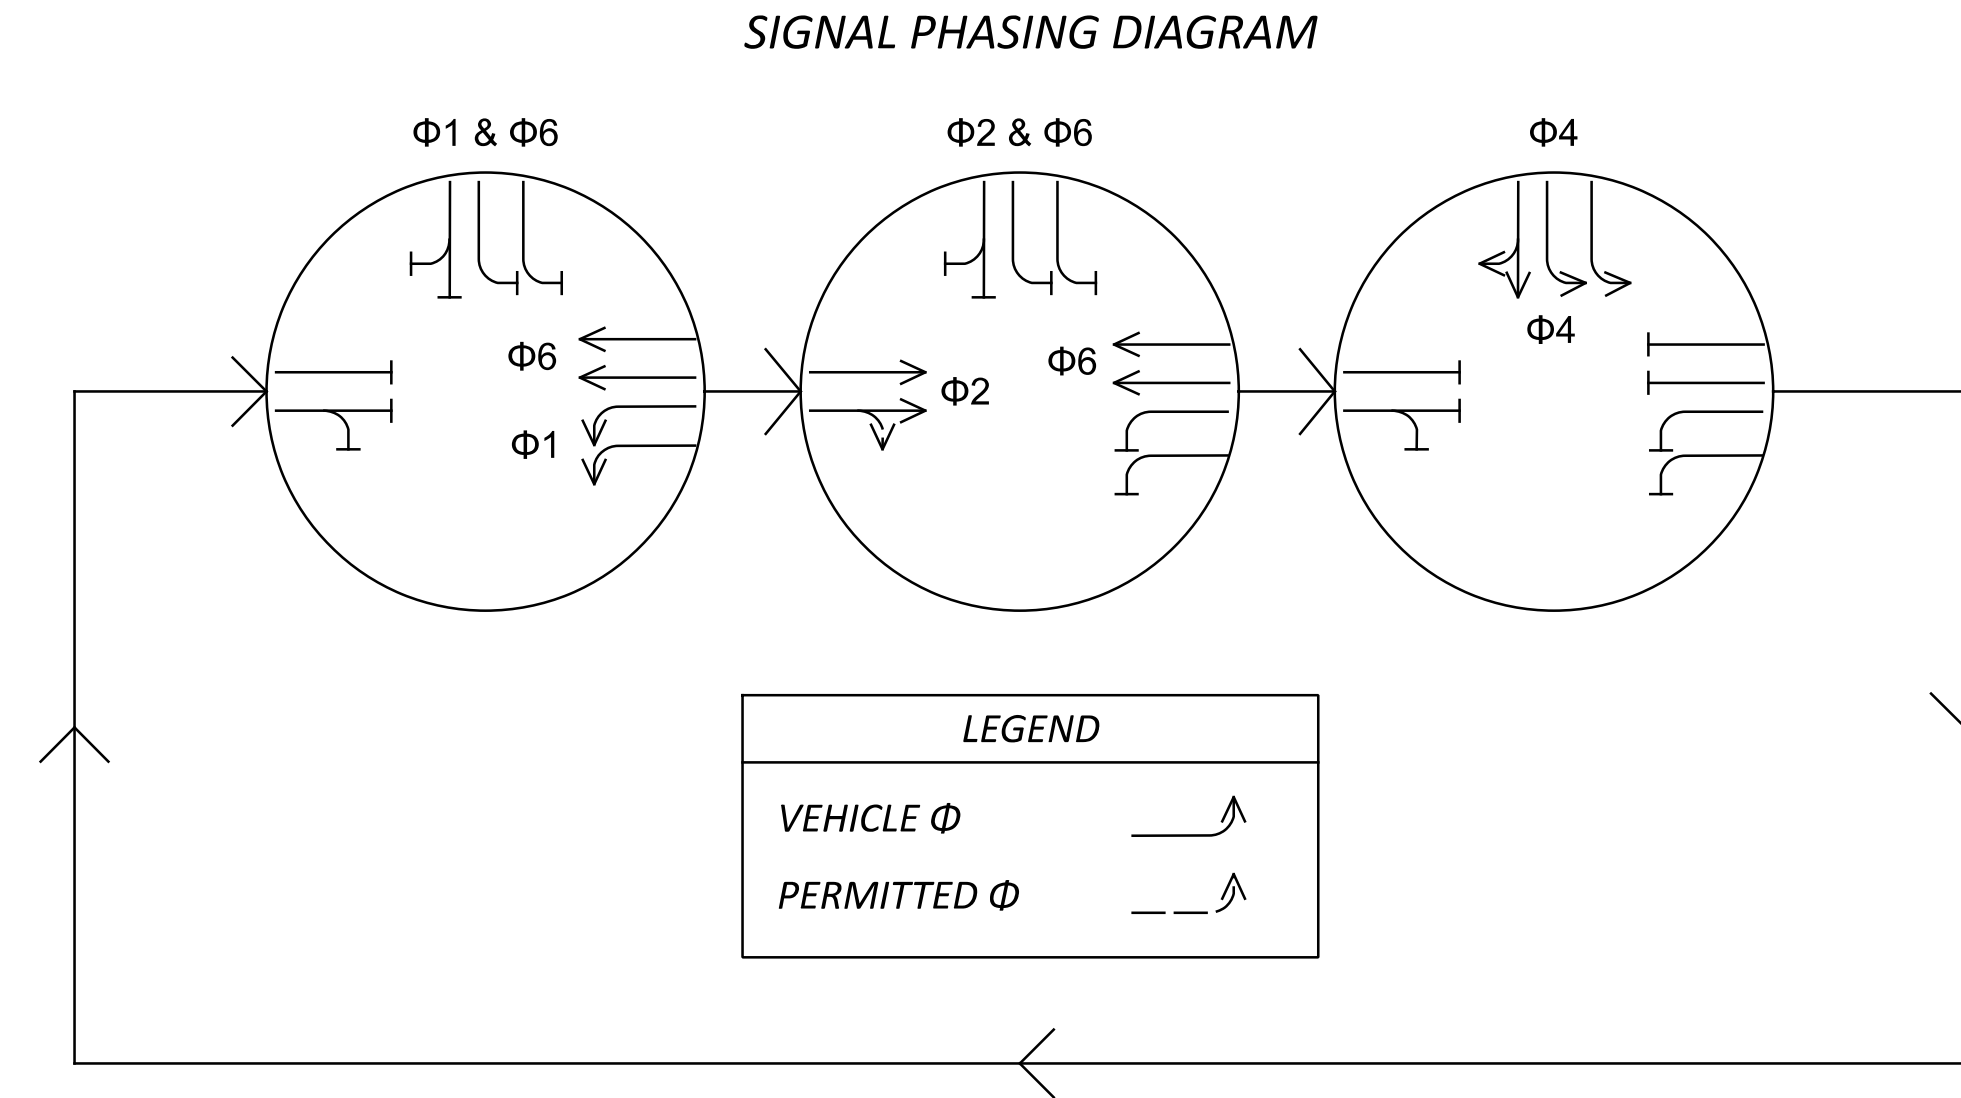 SIGNAL PHASING DIAGRAM
Φ1 & Φ6
Φ2 & Φ6
Φ4
Φ6
Φ1
Φ2
Φ6
Φ4
LEGEND
VEHICLE Φ
PERMITTED Φ